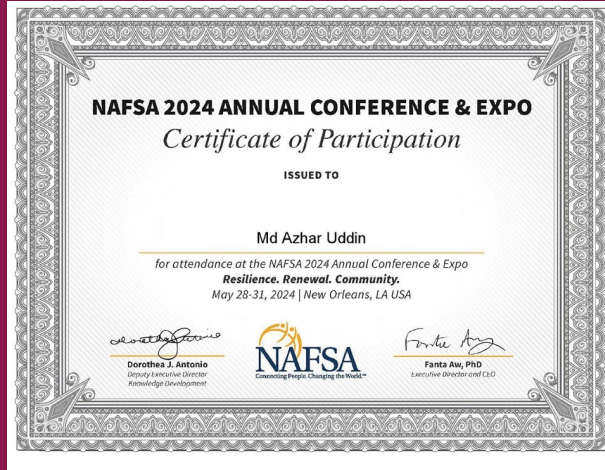 NAFSA 2024 ANNUAL CONFERENCE & EXPO
Certificate of Participation
ISSUED TO
Md Azhar Uddin
for attendance at the NAFSA 2024 Annual Conference & Expo
Resilience. Renewal. Community.
May 28-31, 2024 | New Orleans, LA USA
Dorothea J. Antonio
Deputy Executive Director
Knowledge Development
NAFSA
Connecting People. Changing the World.™
Fanta Aw, PhD
Executive Director and CEO